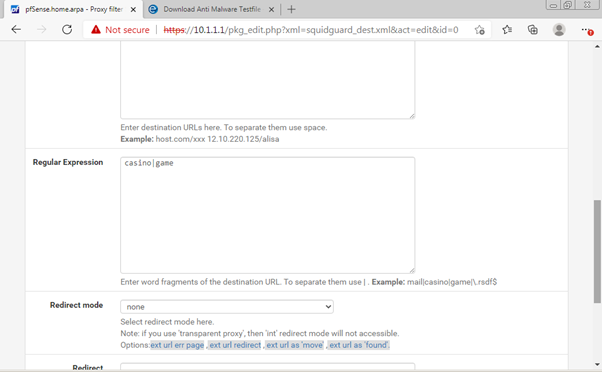 pfSense.home.arpa - Proxy filter
Download Anti Malware Testfile
Not secure
https://10.1.1.1/pkg_edit.php?xml=squidguard_dest.xml&act=edit&id=0
Enter destination URLs here. To separate them use space.
Example: host.com/xxx 12.10.220.125/alisa
Regular Expression
casino|game
Enter word fragments of the destination URL. To separate them use | . Example: mail|casino|game|\.rsdf$
Redirect mode
none
Select redirect mode here.
Note: if you use 'transparent proxy', then 'int' redirect mode will not accessible.
Options:ext url err page , ext url redirect , ext url as 'move' , ext url as 'found'.
Redirect